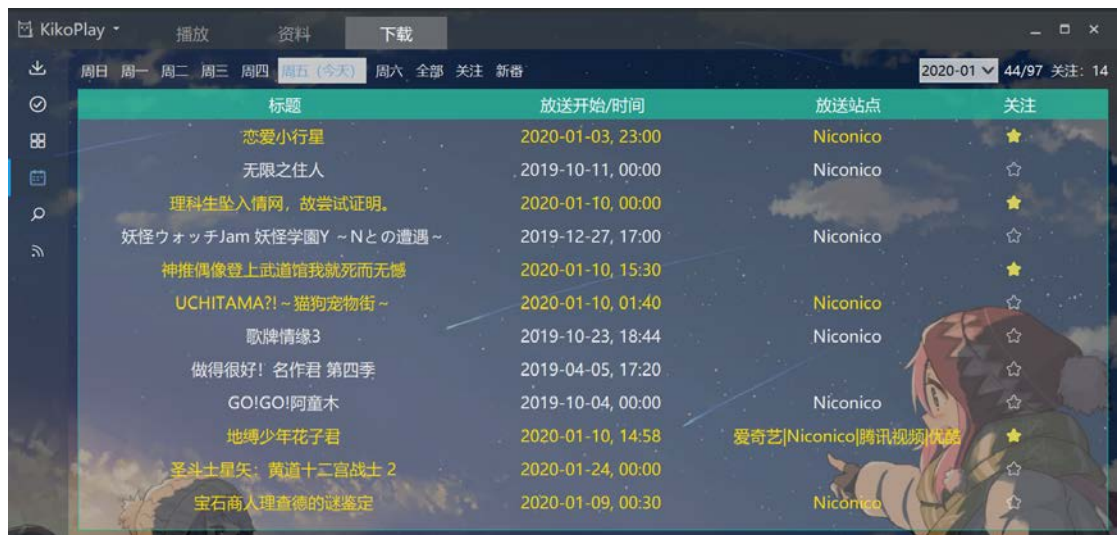 KikoPlay 播放 资料 下载
周日 周一 周二 周三 周四 周五 (今天) 周六 全部 关注 新番 2020-01 44/97 关注: 14
标题 放送开始/时间 放送站点 关注
恋爱小行星 2020-01-03, 23:00 Niconico
无限之住人 2019-10-11, 00:00 Niconico
理科生坠入情网，故尝试证明。 2020-01-10, 00:00
妖怪ウォッチJam 妖怪学園Y ～Nとの遭遇～ 2019-12-27, 17:00 Niconico
神推偶像登上武道馆我就死而无憾 2020-01-10, 15:30
UCHITAMA?!～猫狗宠物街～ 2020-01-10, 01:40 Niconico
歌牌情缘3 2019-10-23, 18:44 Niconico
做得很好！名作君 第四季 2019-04-05, 17:20
GO!GO!阿童木 2019-10-04, 00:00 Niconico
地缚少年花子君 2020-01-10, 14:58 爱奇艺|Niconico|腾讯视频|优酷
圣斗士星矢：黄道十二宫战士 2 2020-01-24, 00:00
宝石商人理查德的谜鉴定 2020-01-09, 00:30 Niconico